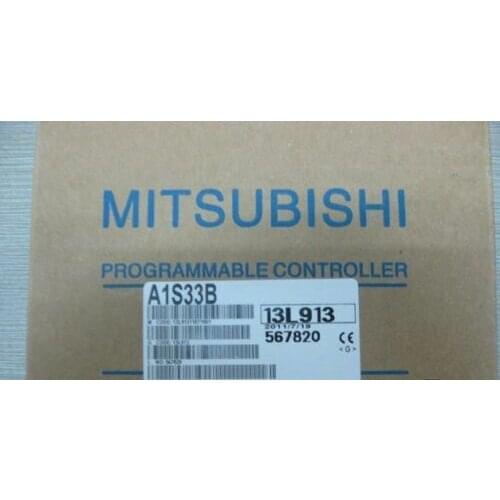 MITSUBISHI
PROGRAMMABLE CONTROLLER
A1S33B
13L913
2011/7/19
567820
CE
<G>